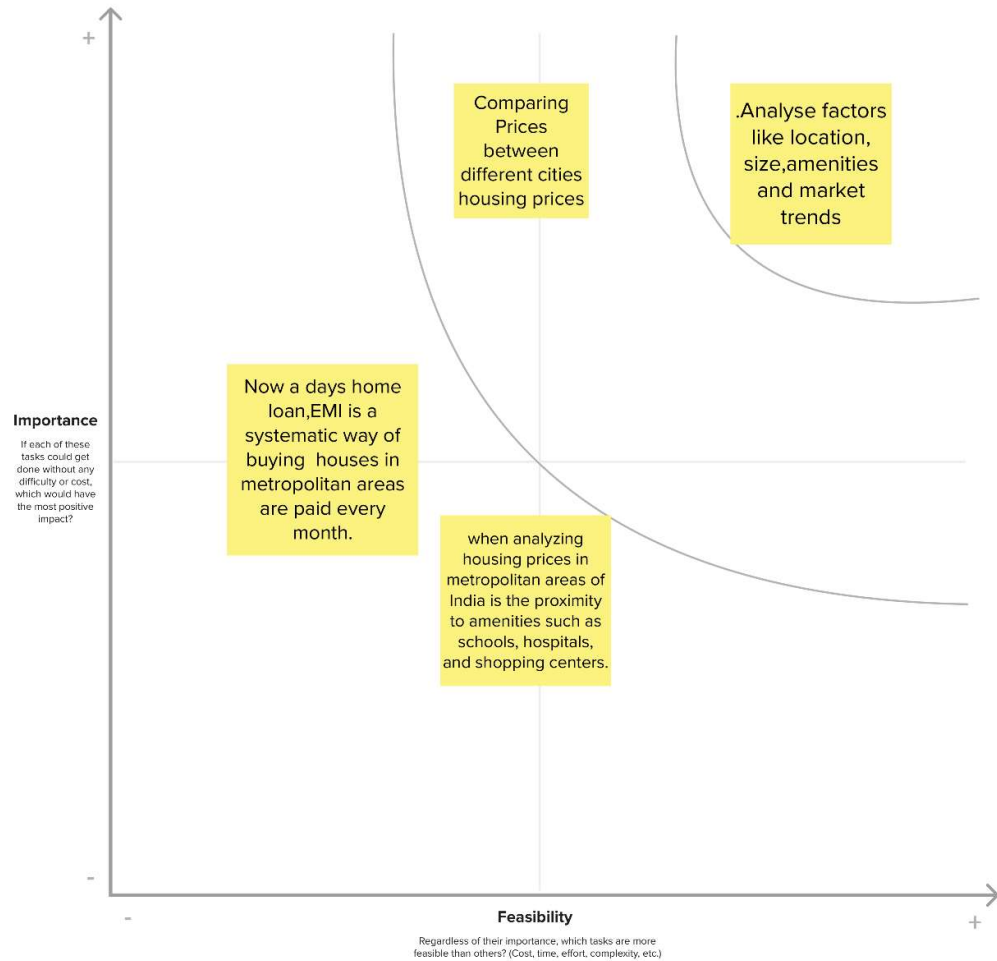 +
Comparing
Prices
between
different cities
housing prices
.Analyse factors
like location,
size,amenities
and market
trends
Now a days home
loan,EMI is a
systematic way of
buying houses in
metropolitan areas
are paid every
month.
Importance
If each of these
tasks could get
done without any
difficulty or cost,
which would have
the most positive
impact?
when analyzing
housing prices in
metropolitan areas of
India is the proximity
to amenities such as
schools, hospitals,
and shopping centers.
-
-
Feasibility
+
Regardless of their importance, which tasks are more
feasible than others? (Cost, time, effort, complexity, etc.)